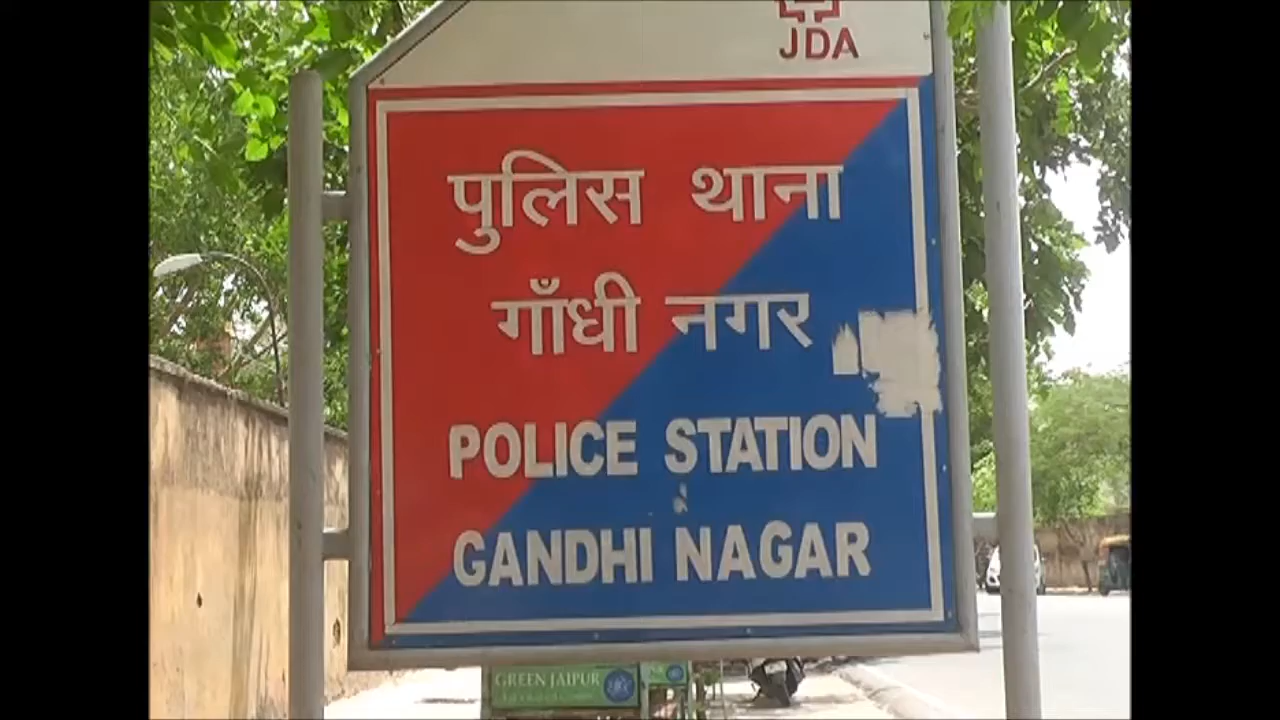 JDA
पुलिस थाना
गाँधी नगर
POLICE STATION
GANDHI NAGAR
GREEN JAIPUR